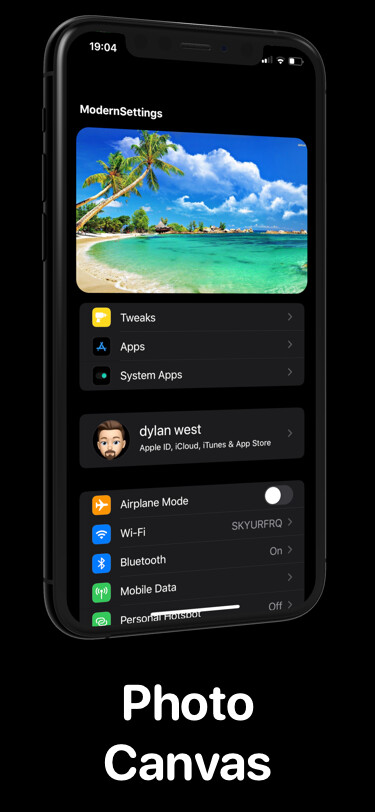 19:04
ModernSettings
Tweaks
Apps
System Apps
dylan west
Apple ID, iCloud, iTunes & App Store
Airplane Mode
Wi-Fi SKYURFRQ
Bluetooth On
Mobile Data
Personal Hotspot Off
Photo
Canvas